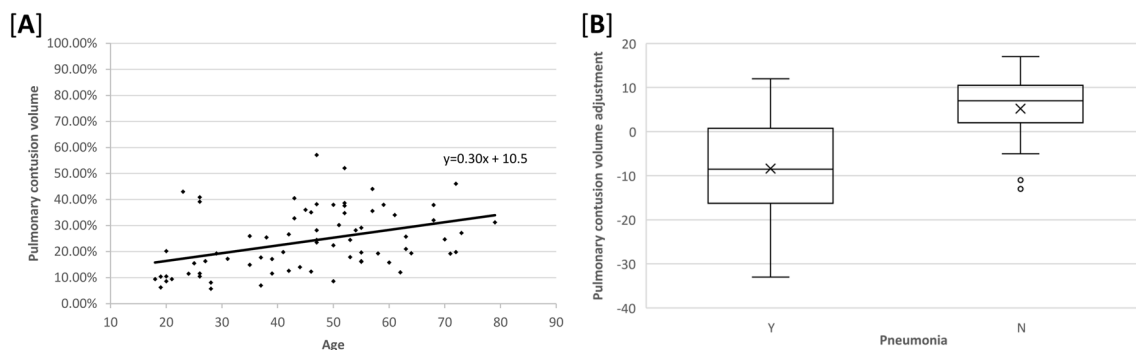 [A]
100.00%
90.00%
80.00%
70.00%
60.00%
50.00%
40.00%
30.00%
20.00%
10.00%
0.00%
Pulmonary contusion volume
y=0.30x + 10.5
10 20 30 40 50 60 70 80 90
Age
[B]
20
10
0
-10
-20
-30
-40
Pulmonary contusion volume adjustment
Y N
Pneumonia